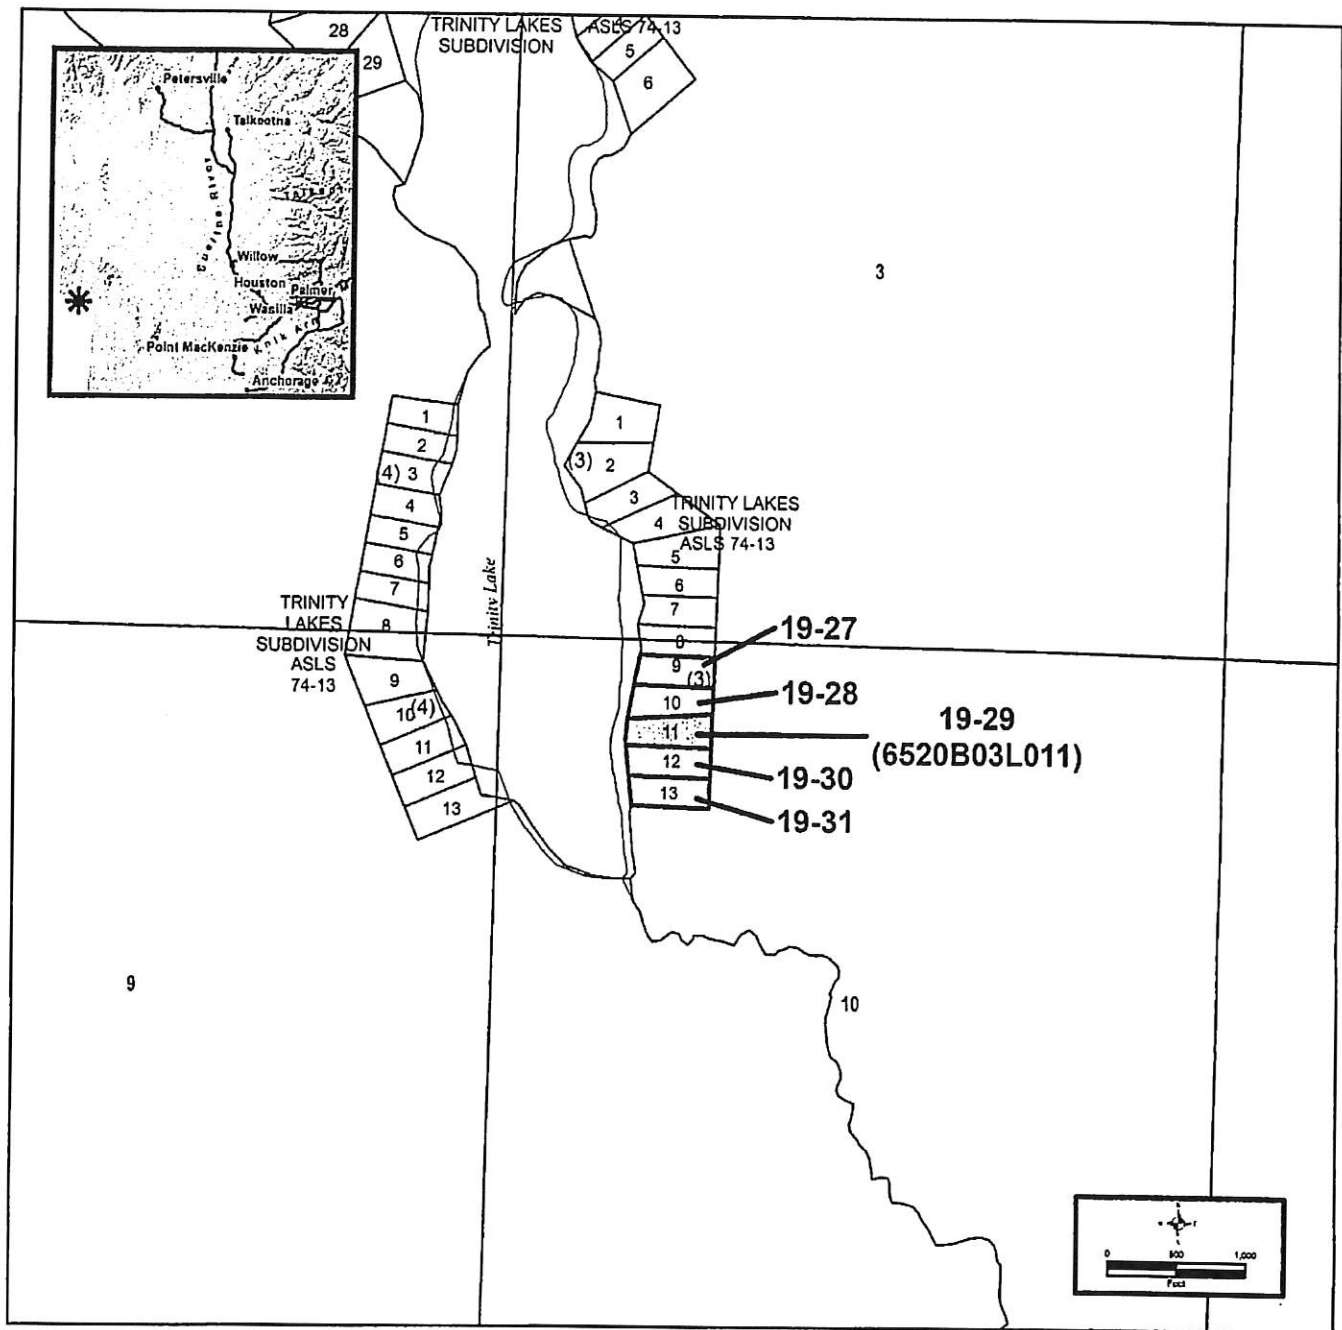 28
TRINITY LAKES
SUBDIVISION
ASLS 74-13
29
5
6
Petersville
Talkeetna
Susitna River
Willow
Houston
Palmer
Wasilla
Knik Arm
Point MacKenzie
Anchorage
3
1
2
(3)
3
4
TRINITY LAKES
SUBDIVISION
ASLS 74-13
5
6
7
8
9
(3)
10
11
12
13
1
2
4) 3
4
5
6
7
8
TRINITY
LAKES
SUBDIVISION
ASLS
74-13
9
10
(4)
11
12
13
Trinity Lake
19-27
19-28
19-29
(6520B03L011)
19-30
19-31
9
10
0 500 1,000
Feet